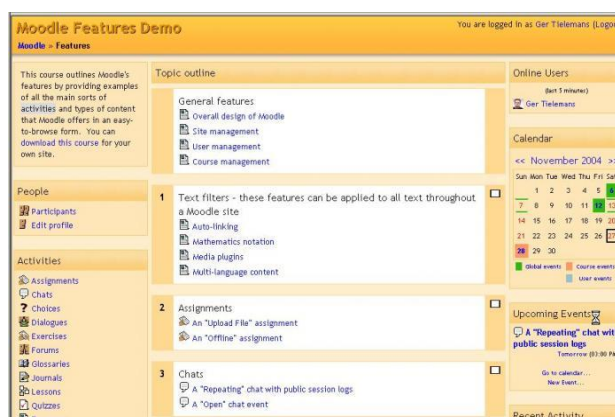 Moodle Features Demo
You are logged in as Ger Tielemans (Logou
Moodle » Features
This course outlines Moodle's
features by providing examples
of all the main sorts of
activities and types of content
that Moodle offers in an easy-
to-browse form. You can
download this course for your
own site.
People
Participants
Edit profile
Activities
Assignments
Chats
Choices
Dialogues
Exercises
Forums
Glossaries
Journals
Lessons
Quizzes
Topic outline
General features
Overall design of Moodle
Site management
User management
Course management
1
Text filters - these features can be applied to all text throughout
a Moodle site
Auto-linking
Mathematics notation
Media plugins
Multi-language content
2
Assignments
An "Upload File" assignment
An "Offline" assignment
3
Chats
A "Repeating" chat with public session logs
A "Open" chat event
Online Users
(last 5 minutes)
Ger Tielemans
Calendar
<< November 2004 >>
Sun Mon Tue Wed Thu Fri Sat
1 2 3 4 5 6
7 8 9 10 11 12 13
14 15 16 17 18 19 20
21 22 23 24 25 26 27
28 29 30
Global events Course events
User events
Upcoming Events
A "Repeating" chat with
public session logs
Tomorrow (03:00 PM
Go to calendar...
New Event...
Recent Activity